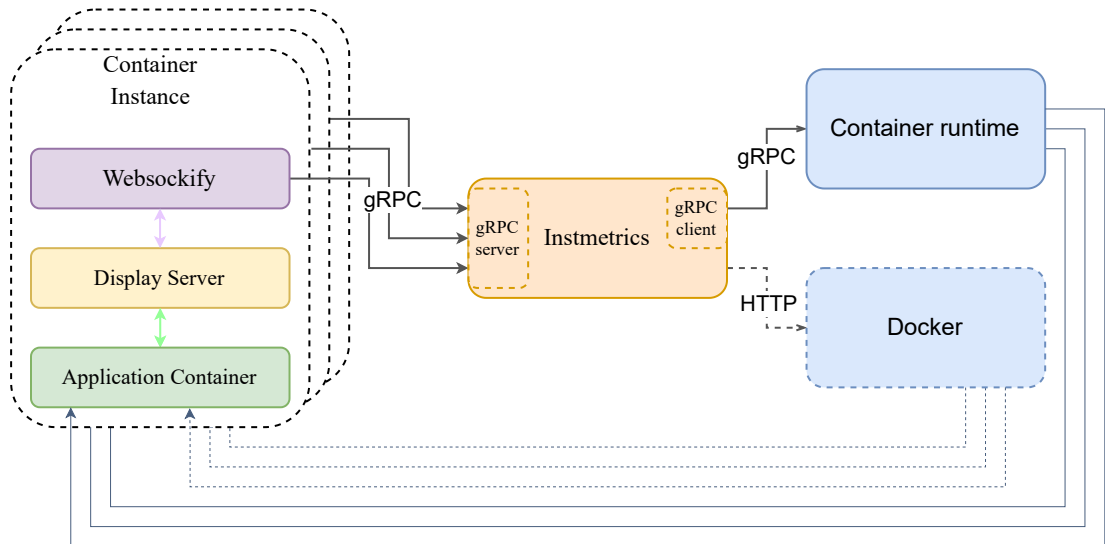 Container
Instance
Websockify
Display Server
Application Container
gRPC
gRPC
server
Instmetrics
gRPC
client
gRPC
HTTP
Container runtime
Docker